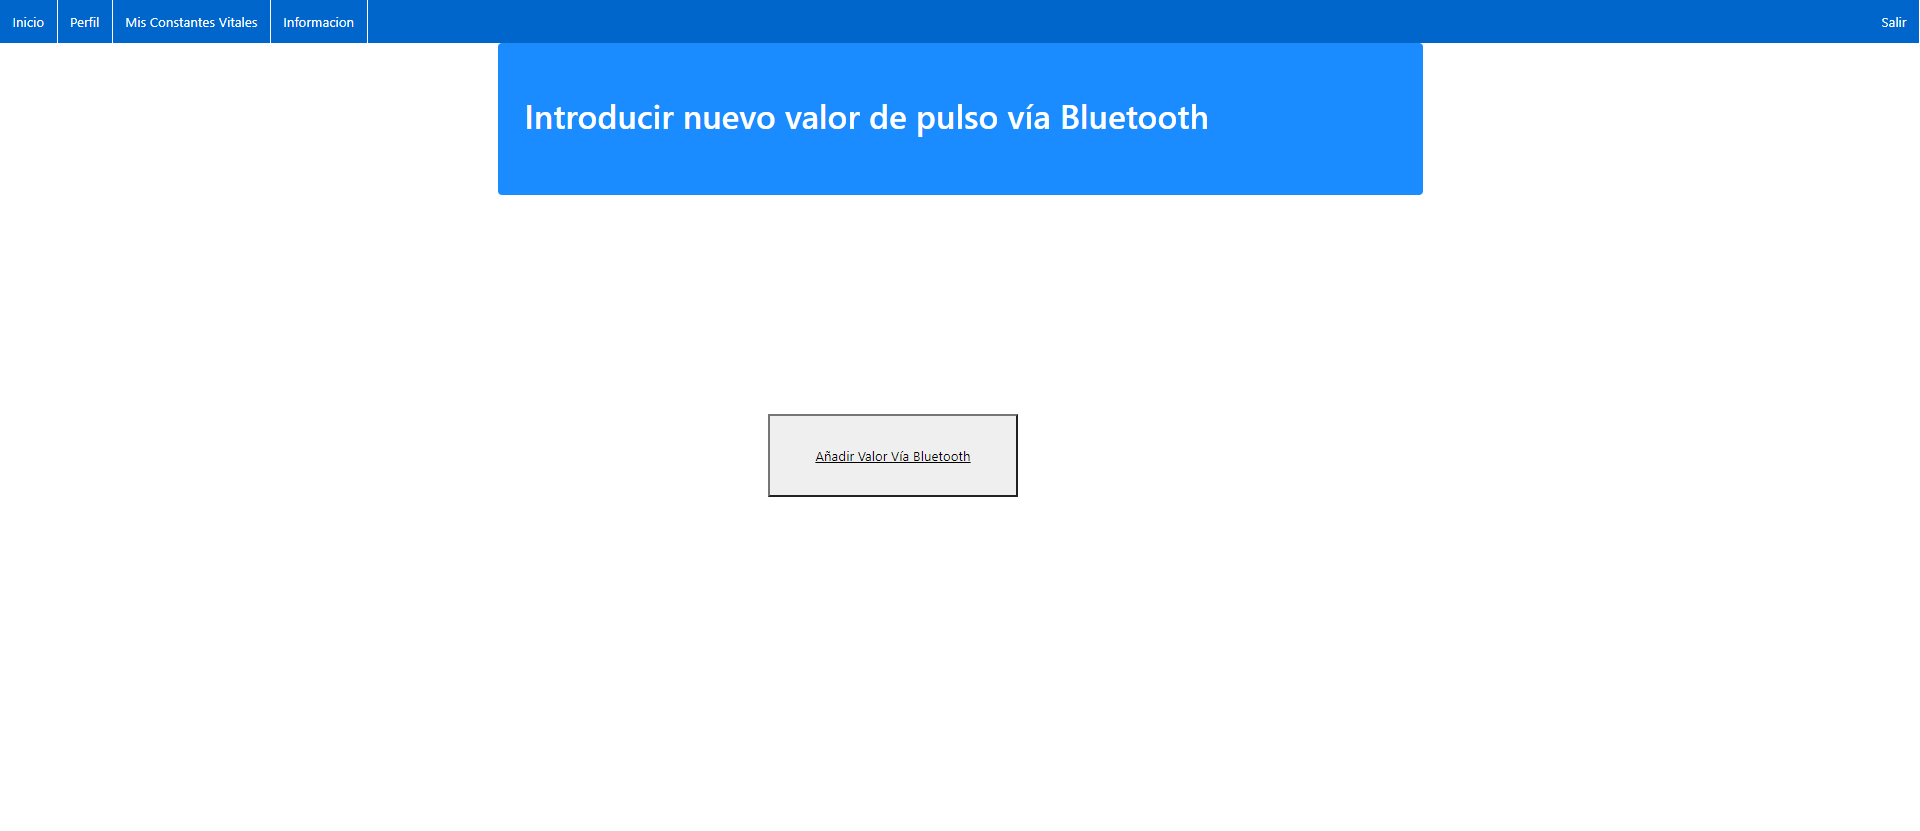 Inicio Perfil Mis Constantes Vitales Informacion Salir
Introducir nuevo valor de pulso vía Bluetooth
Añadir Valor Vía Bluetooth